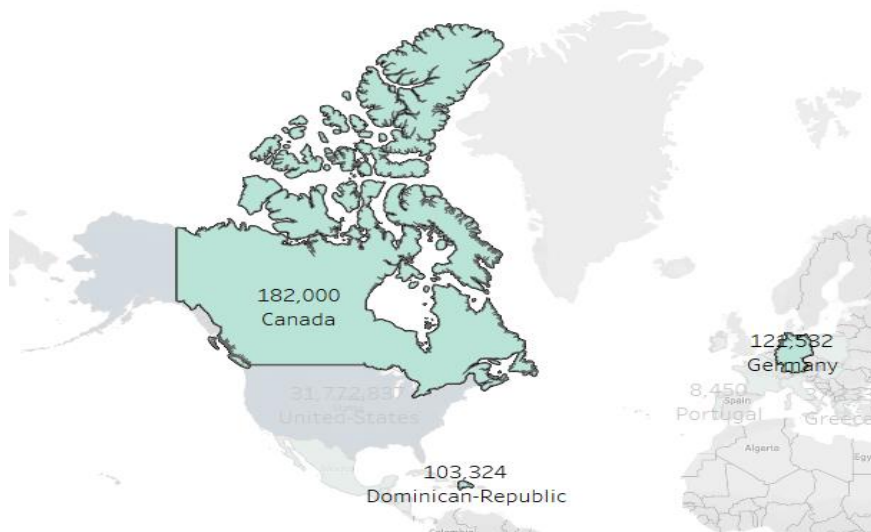 182,000
Canada
31,772,837
United-States
122,532
Germany
8,450
Spain
Portugal
Greece
Algeria
103,324
Dominican-Republic